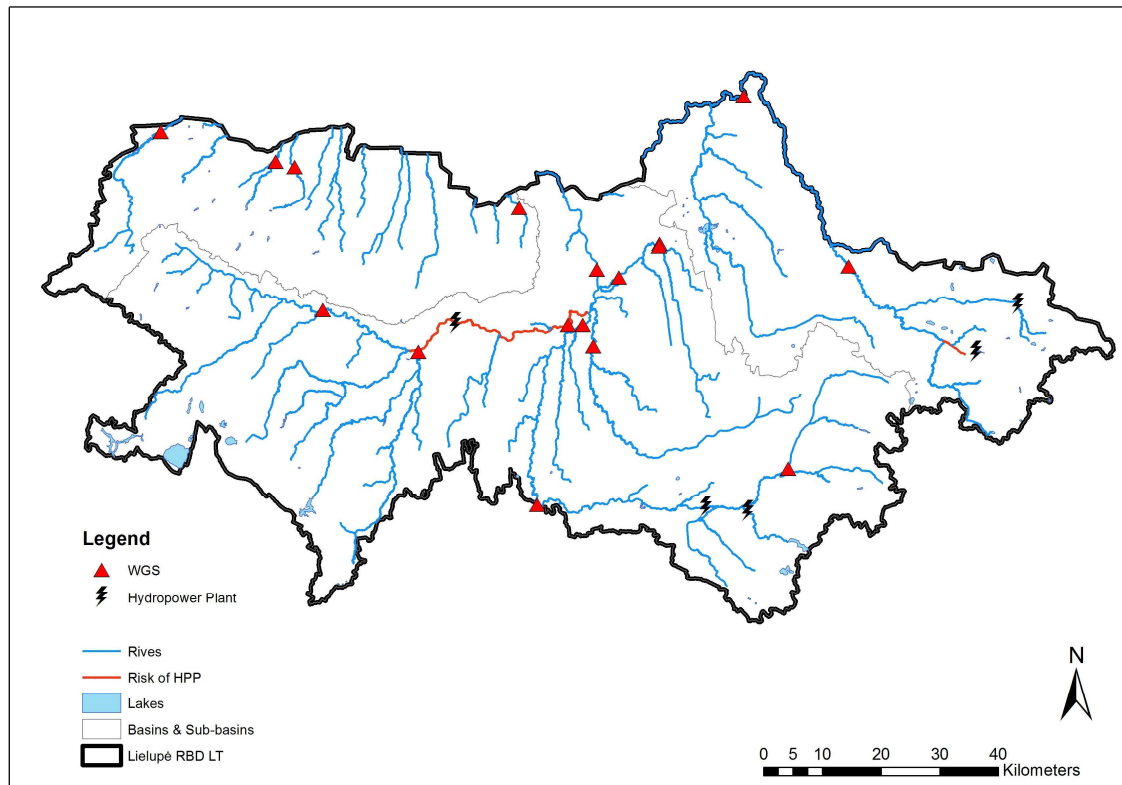 Legend
WGS
Hydropower Plant
Rives
Risk of HPP
Lakes
Basins & Sub-basins
Lielupė RBD LT
N
0 5 10 20 30 40
Kilometers